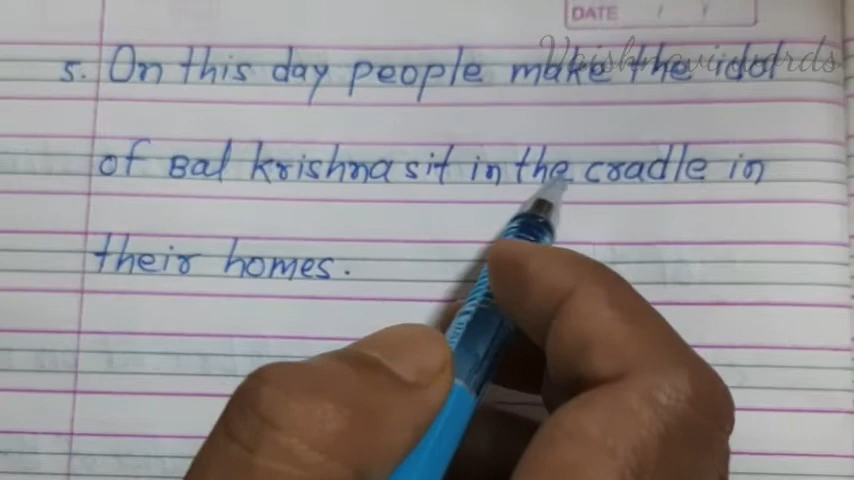 DATE / /
5. On this day people make the idol
of Bal krishna sit in the cradle in
their homes.